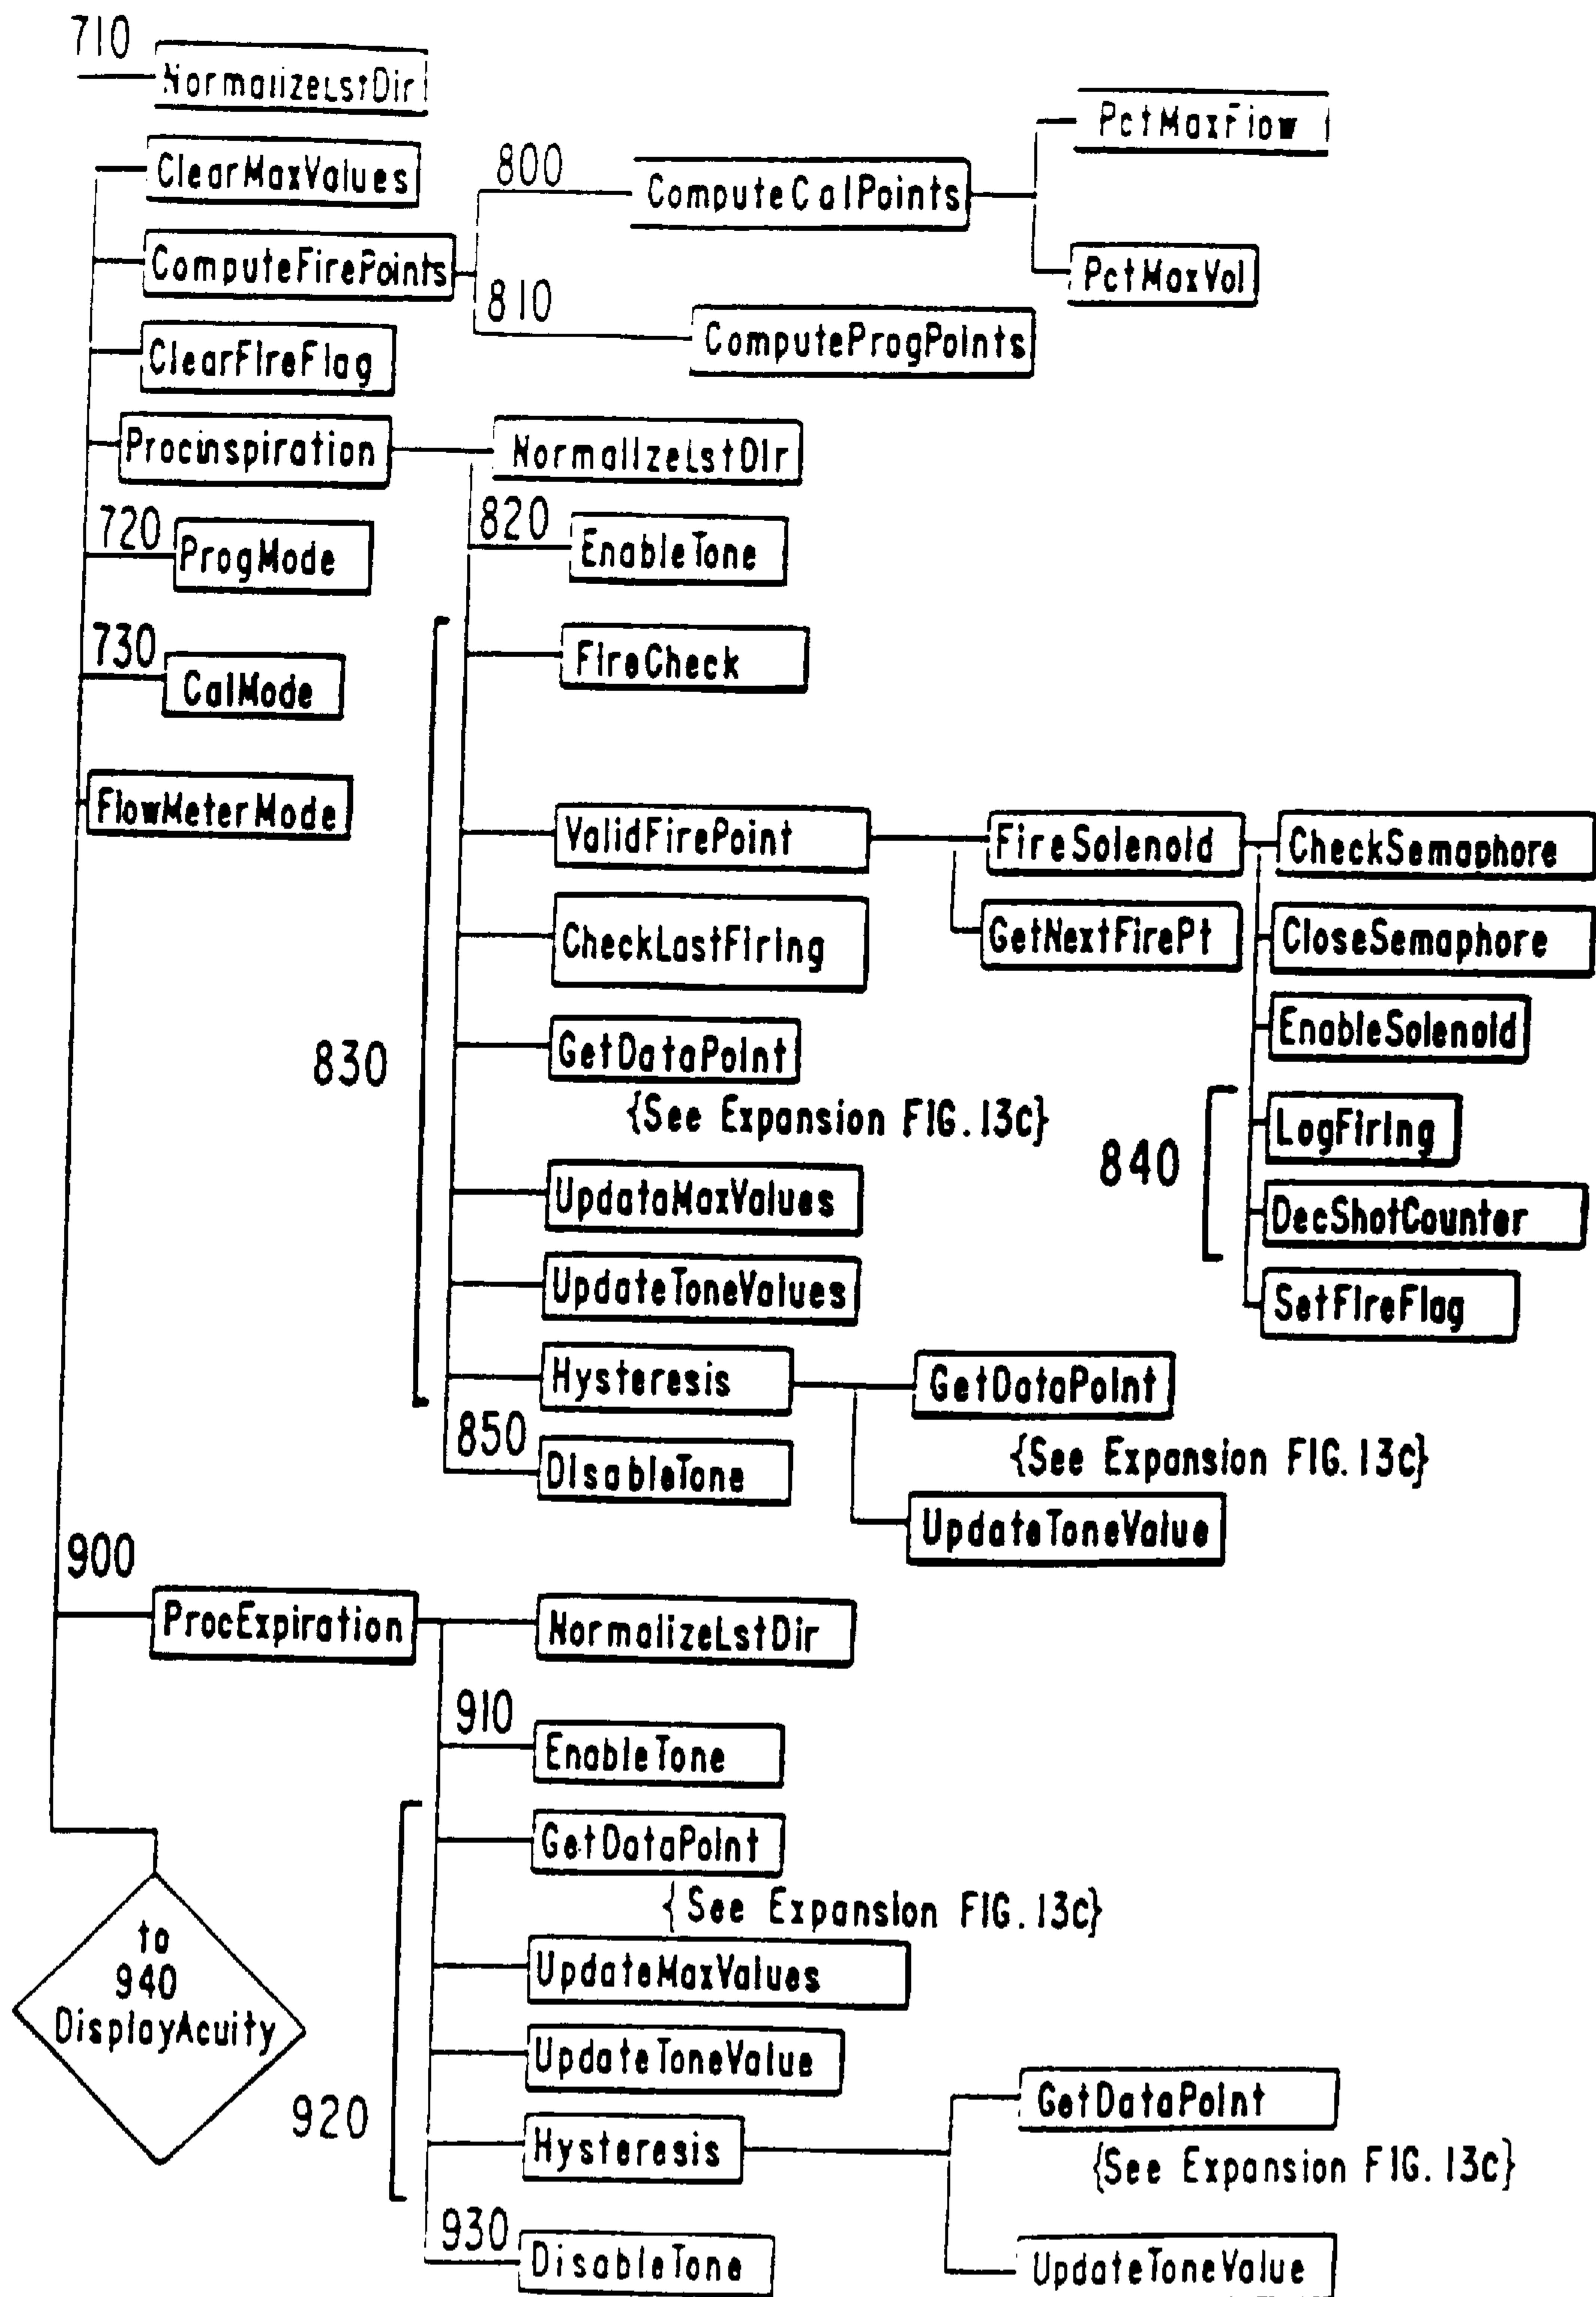 710
NormalizeLstDir
ClearMaxValues
ComputeFirePoints
800
ComputeCalPoints
PctMaxFlow
PctMaxVol
810
ComputeProgPoints
ClearFireFlag
Procinspiration
NormalizeLstDir
720
ProgMode
820
EnableTone
730
CalMode
FireCheck
FlowMeterMode
ValidFirePoint
FireSolenoid
CheckSemaphore
CheckLastFiring
GetNextFirePt
CloseSemaphore
830
GetDataPoint
{See Expansion FIG. 13c}
EnableSolenoid
840
LogFiring
UpdataMaxValues
DecShotCounter
UpdateToneValues
SetFireFlag
Hysteresis
GetDataPoint
{See Expansion FIG. 13c}
850
DisableTone
UpdateToneValue
900
ProcExpiration
NormalizeLstDir
910
EnableTone
GetDataPoint
{See Expansion FIG. 13c}
to
940
DisplayAcuity
UpdateMaxValues
UpdateToneValue
920
Hysteresis
GetDataPoint
{See Expansion FIG. 13c}
930
DisableTone
UpdateToneValue